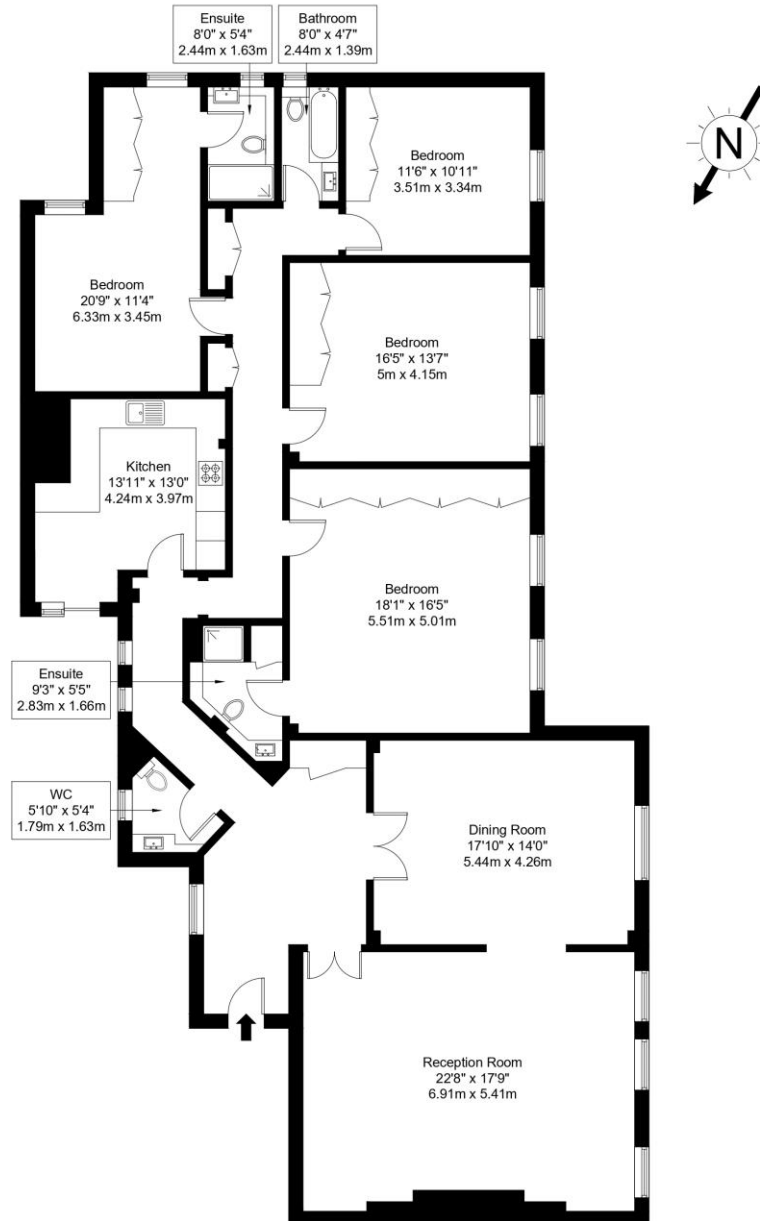 Ensuite
8'0" x 5'4"
2.44m x 1.63m
Bathroom
8'0" x 4'7"
2.44m x 1.39m
N
Bedroom
11'6" x 10'11"
3.51m x 3.34m
Bedroom
20'9" x 11'4"
6.33m x 3.45m
Bedroom
16'5" x 13'7"
5m x 4.15m
Kitchen
13'11" x 13'0"
4.24m x 3.97m
Bedroom
18'1" x 16'5"
5.51m x 5.01m
Ensuite
9'3" x 5'5"
2.83m x 1.66m
WC
5'10" x 5'4"
1.79m x 1.63m
Dining Room
17'10" x 14'0"
5.44m x 4.26m
Reception Room
22'8" x 17'9"
6.91m x 5.41m